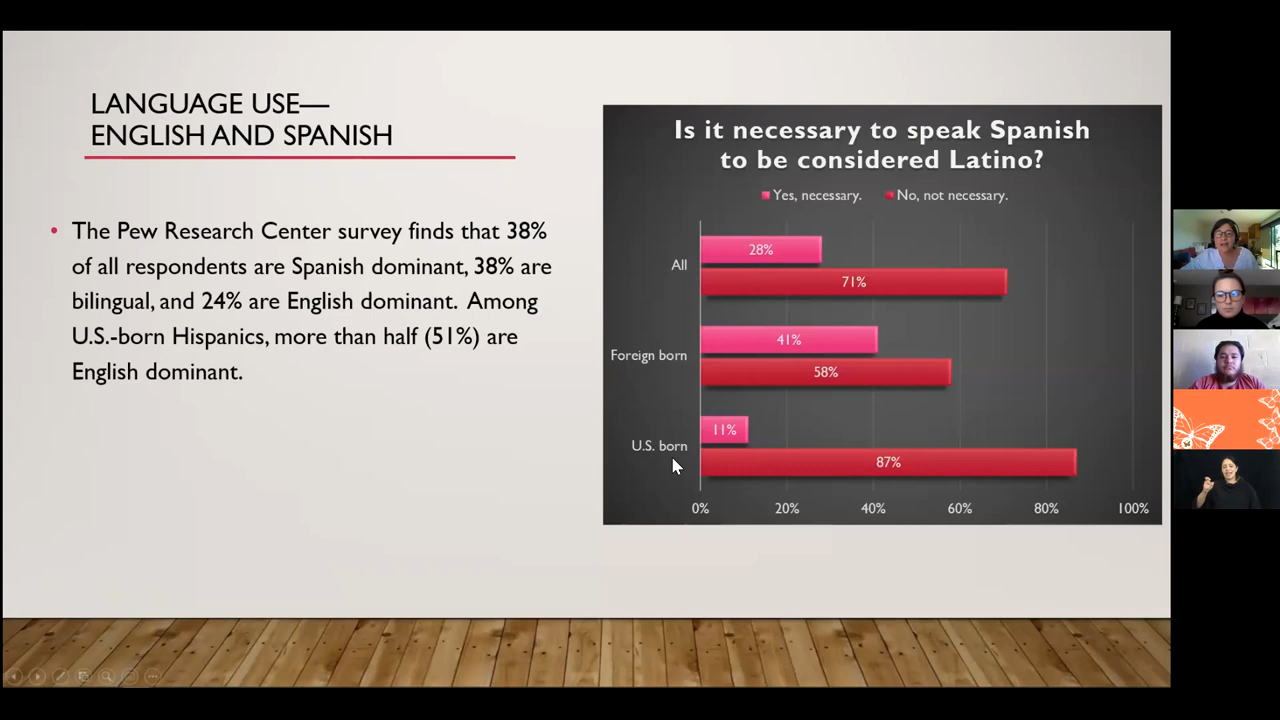 LANGUAGE USE—
ENGLISH AND SPANISH
• The Pew Research Center survey finds that 38%
of all respondents are Spanish dominant, 38% are
bilingual, and 24% are English dominant. Among
U.S.-born Hispanics, more than half (51%) are
English dominant.
Is it necessary to speak Spanish
to be considered Latino?
Yes, necessary. No, not necessary.
All
28%
71%
Foreign born
41%
58%
U.S. born
11%
87%
0% 20% 40% 60% 80% 100%